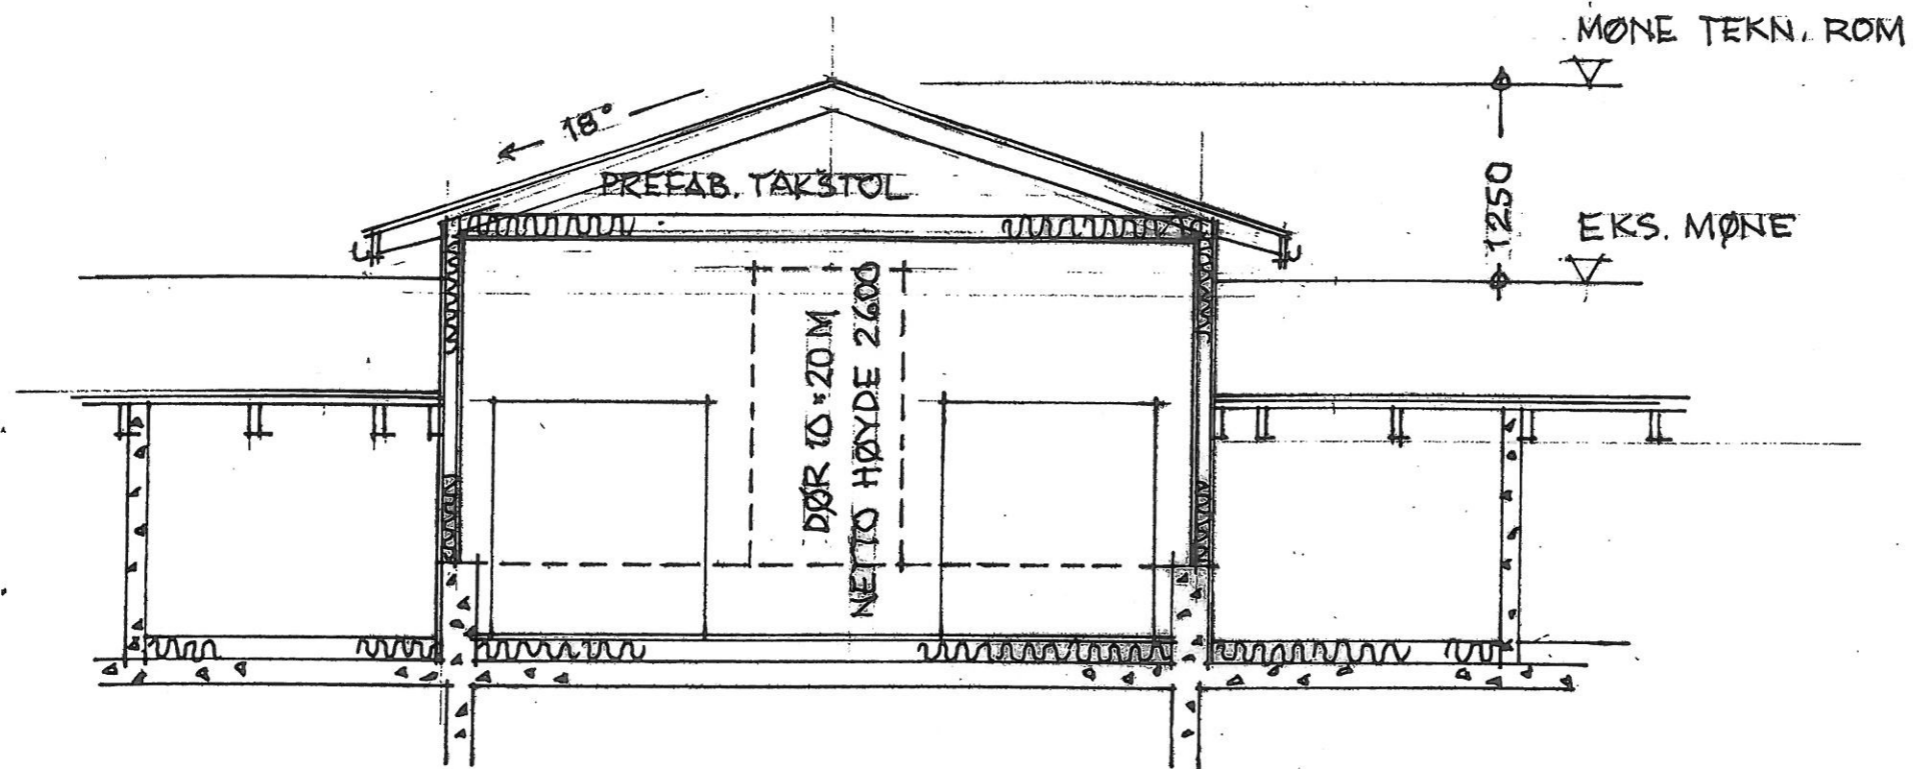 MØNE TEKN. ROM
18°
PREFAB. TAKSTOL
1250
EKS. MØNE
DØR 10×20 M
NETTO HØYDE 2600